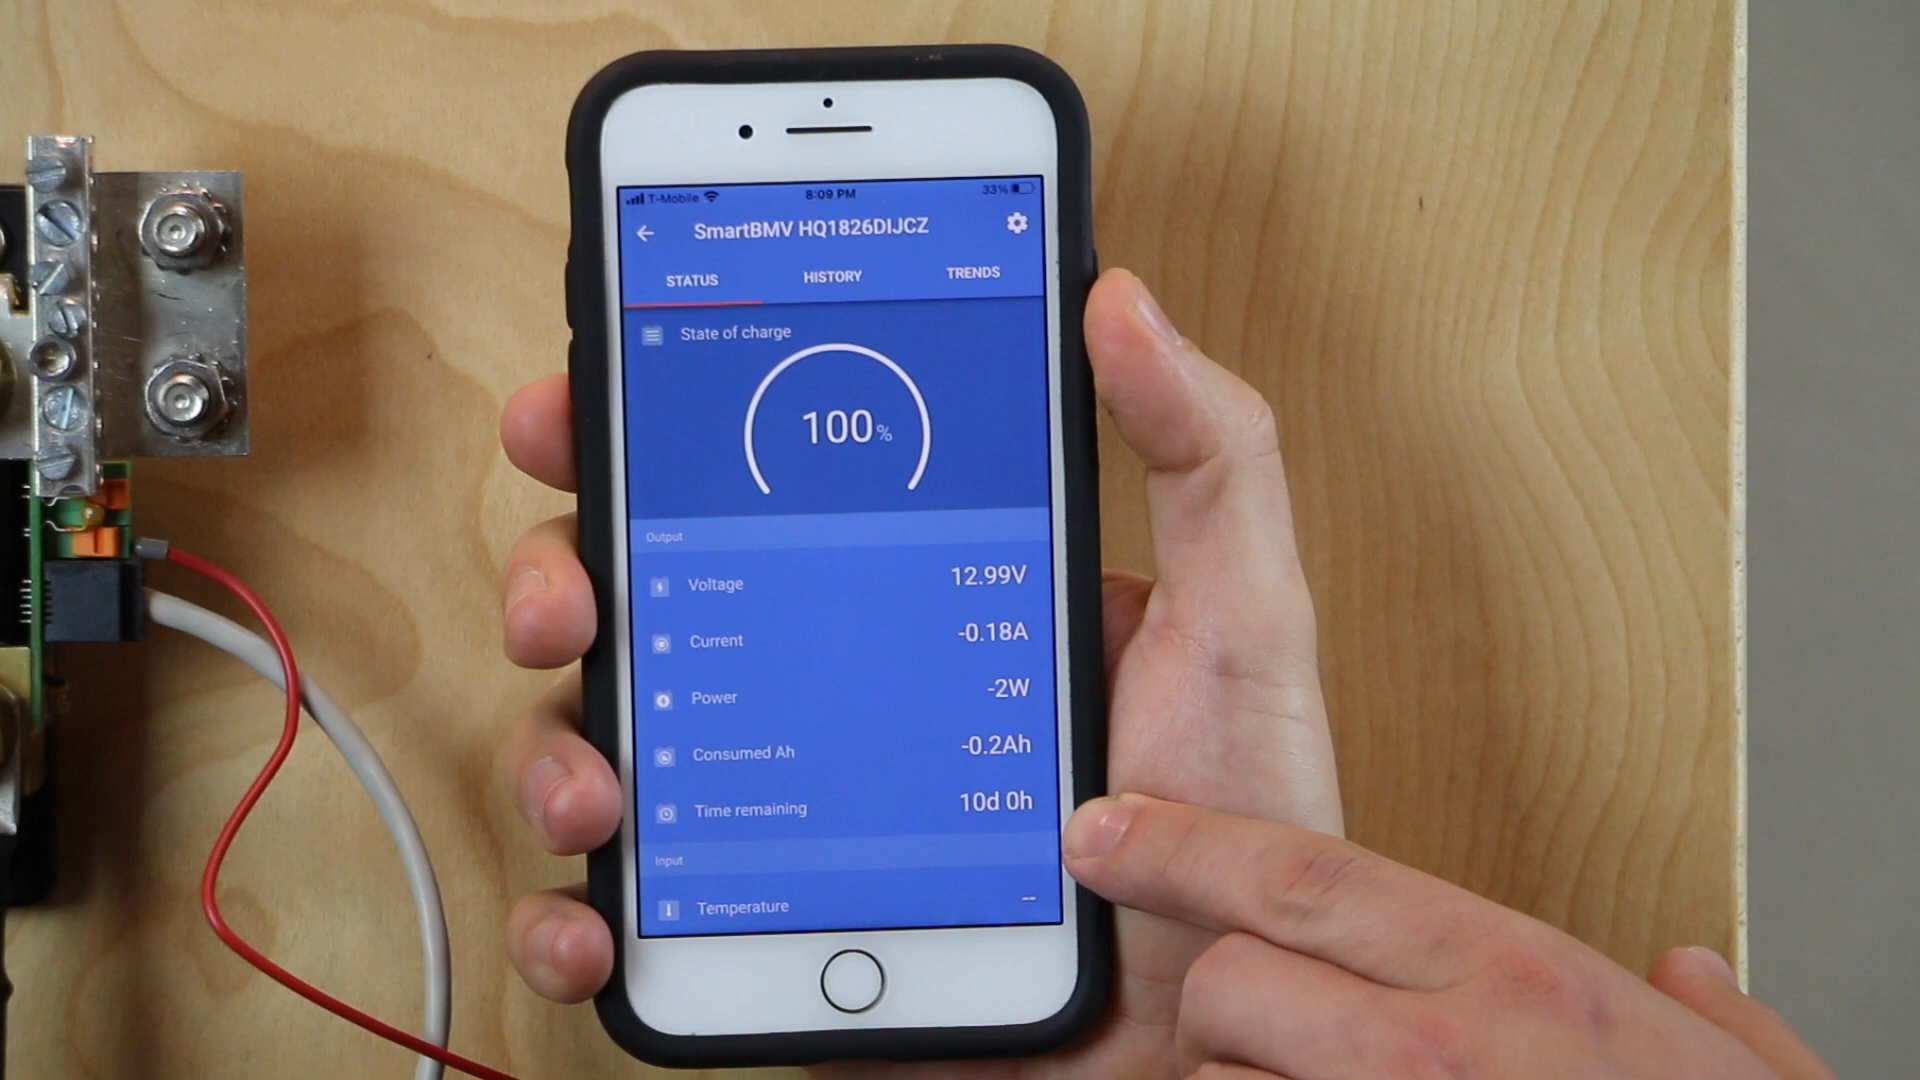 T-Mobile 8:09 PM 33%
SmartBMV HQ1826DIJCZ
STATUS HISTORY TRENDS
State of charge
100%
Output
Voltage 12.99V
Current -0.18A
Power -2W
Consumed Ah -0.2Ah
Time remaining 10d 0h
Input
Temperature --